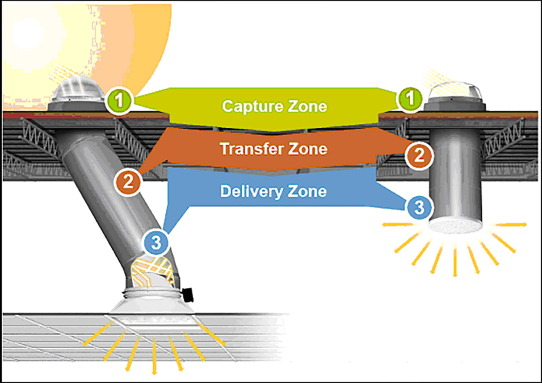 1 Capture Zone 1
2 Transfer Zone 2
3 Delivery Zone 3